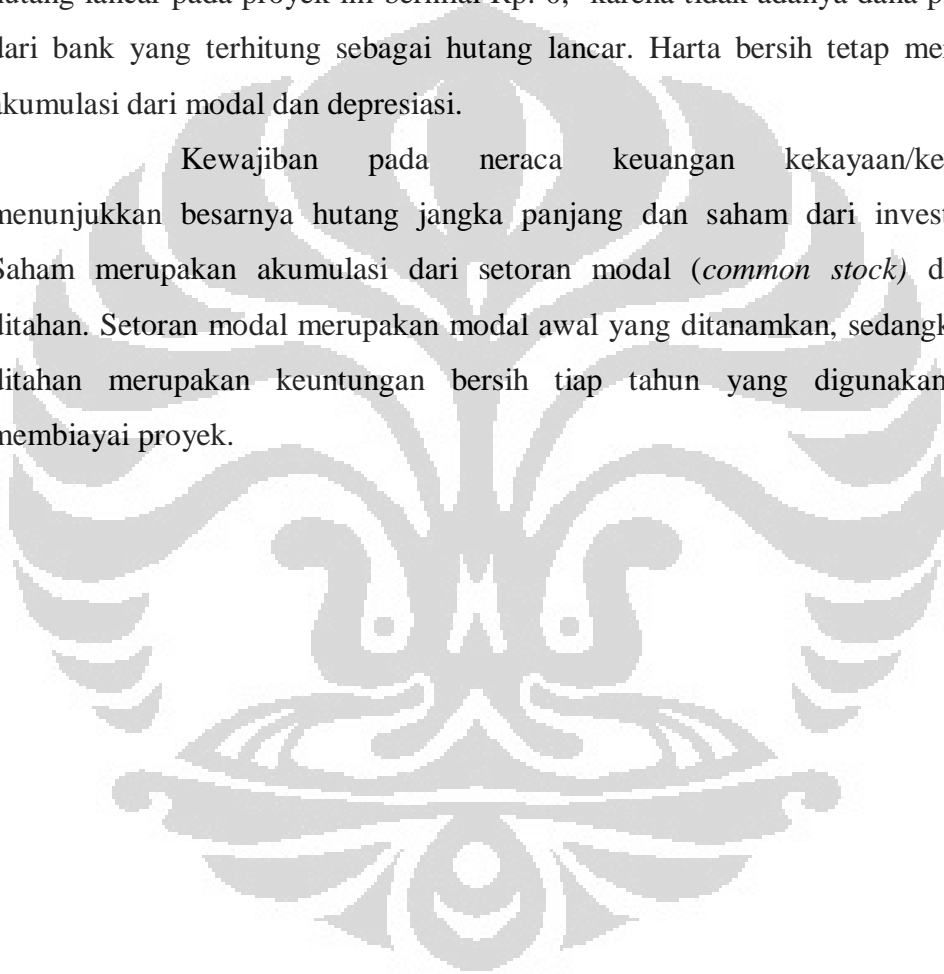 hutang lancar pada proyek ini bernilai Rp. 0,- karena tidak adanya dana p
dari bank yang terhitung sebagai hutang lancar. Harta bersih tetap mer
akumulasi dari modal dan depresiasi.
Kewajiban pada neraca keuangan kekayaan/ke
menunjukkan besarnya hutang jangka panjang dan saham dari invest
Saham merupakan akumulasi dari setoran modal (common stock) d
ditahan. Setoran modal merupakan modal awal yang ditanamkan, sedangk
ditahan merupakan keuntungan bersih tiap tahun yang digunakan
membiayai proyek.